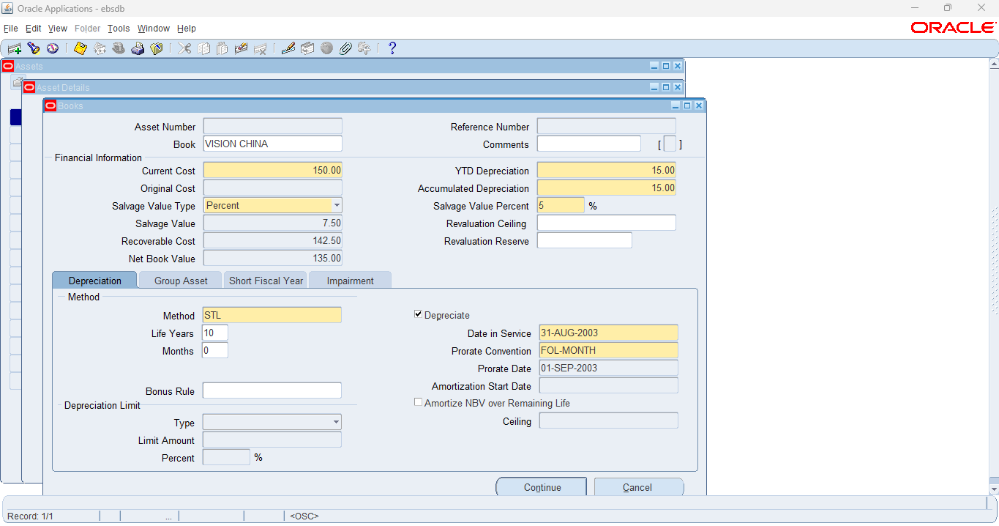 Oracle Applications - ebsdb
File Edit View Folder Tools Window Help
ORACLE
Assets
Asset Details
Books
Asset Number Reference Number
Book VISION CHINA Comments [ ]
Financial Information
Current Cost 150.00 YTD Depreciation 15.00
Original Cost Accumulated Depreciation 15.00
Salvage Value Type Percent Salvage Value Percent 5 %
Salvage Value 7.50 Revaluation Ceiling
Recoverable Cost 142.50 Revaluation Reserve
Net Book Value 135.00
Depreciation Group Asset Short Fiscal Year Impairment
Method
Method STL Depreciate
Life Years 10 Date in Service 31-AUG-2003
Months 0 Prorate Convention FOL-MONTH
Prorate Date 01-SEP-2003
Amortization Start Date
Bonus Rule
Depreciation Limit Amortize NBV over Remaining Life
Type Ceiling
Limit Amount
Percent %
Continue Cancel
Record: 1/1 ... <OSC>